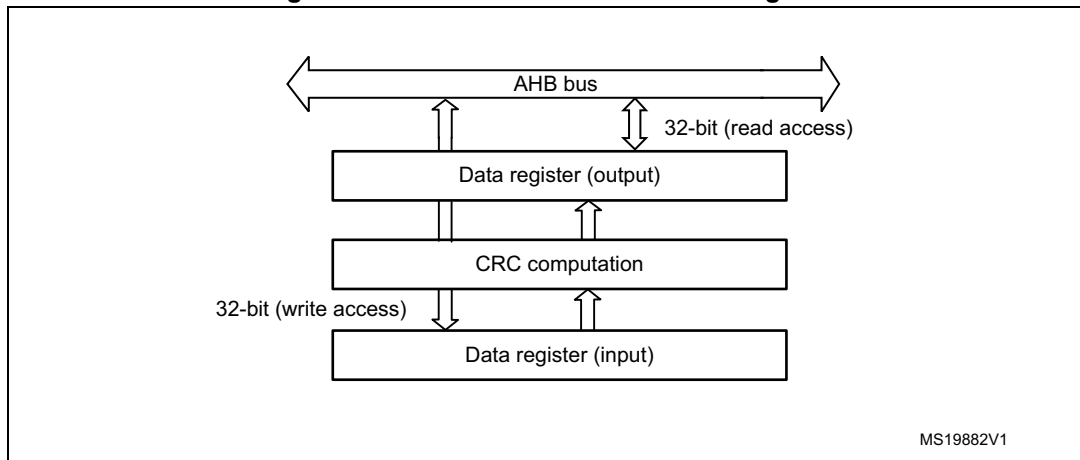 AHB bus
32-bit (read access)
Data register (output)
CRC computation
32-bit (write access)
Data register (input)
MS19882V1